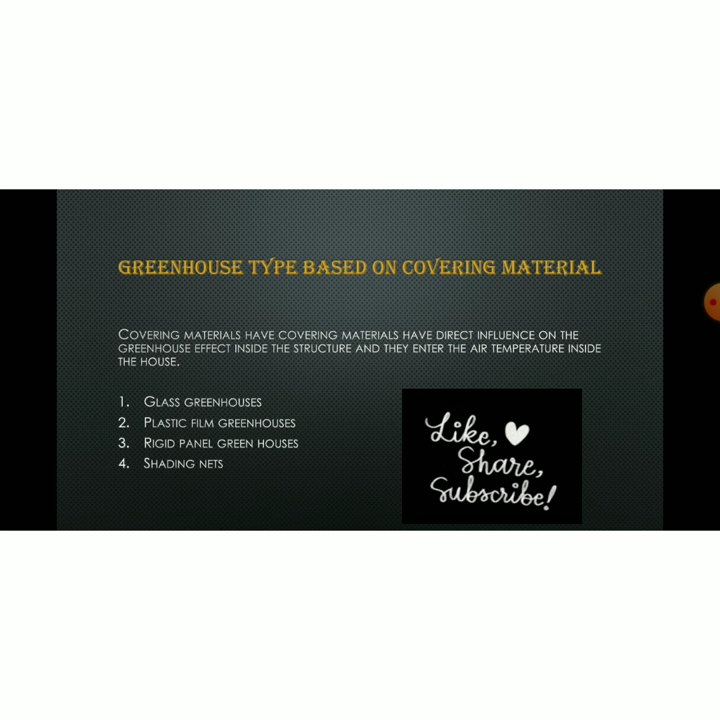 GREENHOUSE TYPE BASED ON COVERING MATERIAL
COVERING MATERIALS HAVE COVERING MATERIALS HAVE DIRECT INFLUENCE ON THE
GREENHOUSE EFFECT INSIDE THE STRUCTURE AND THEY ENTER THE AIR TEMPERATURE INSIDE
THE HOUSE.
1. GLASS GREENHOUSES
2. PLASTIC FILM GREENHOUSES
3. RIGID PANEL GREEN HOUSES
4. SHADING NETS
Like,
Share,
Subscribe!